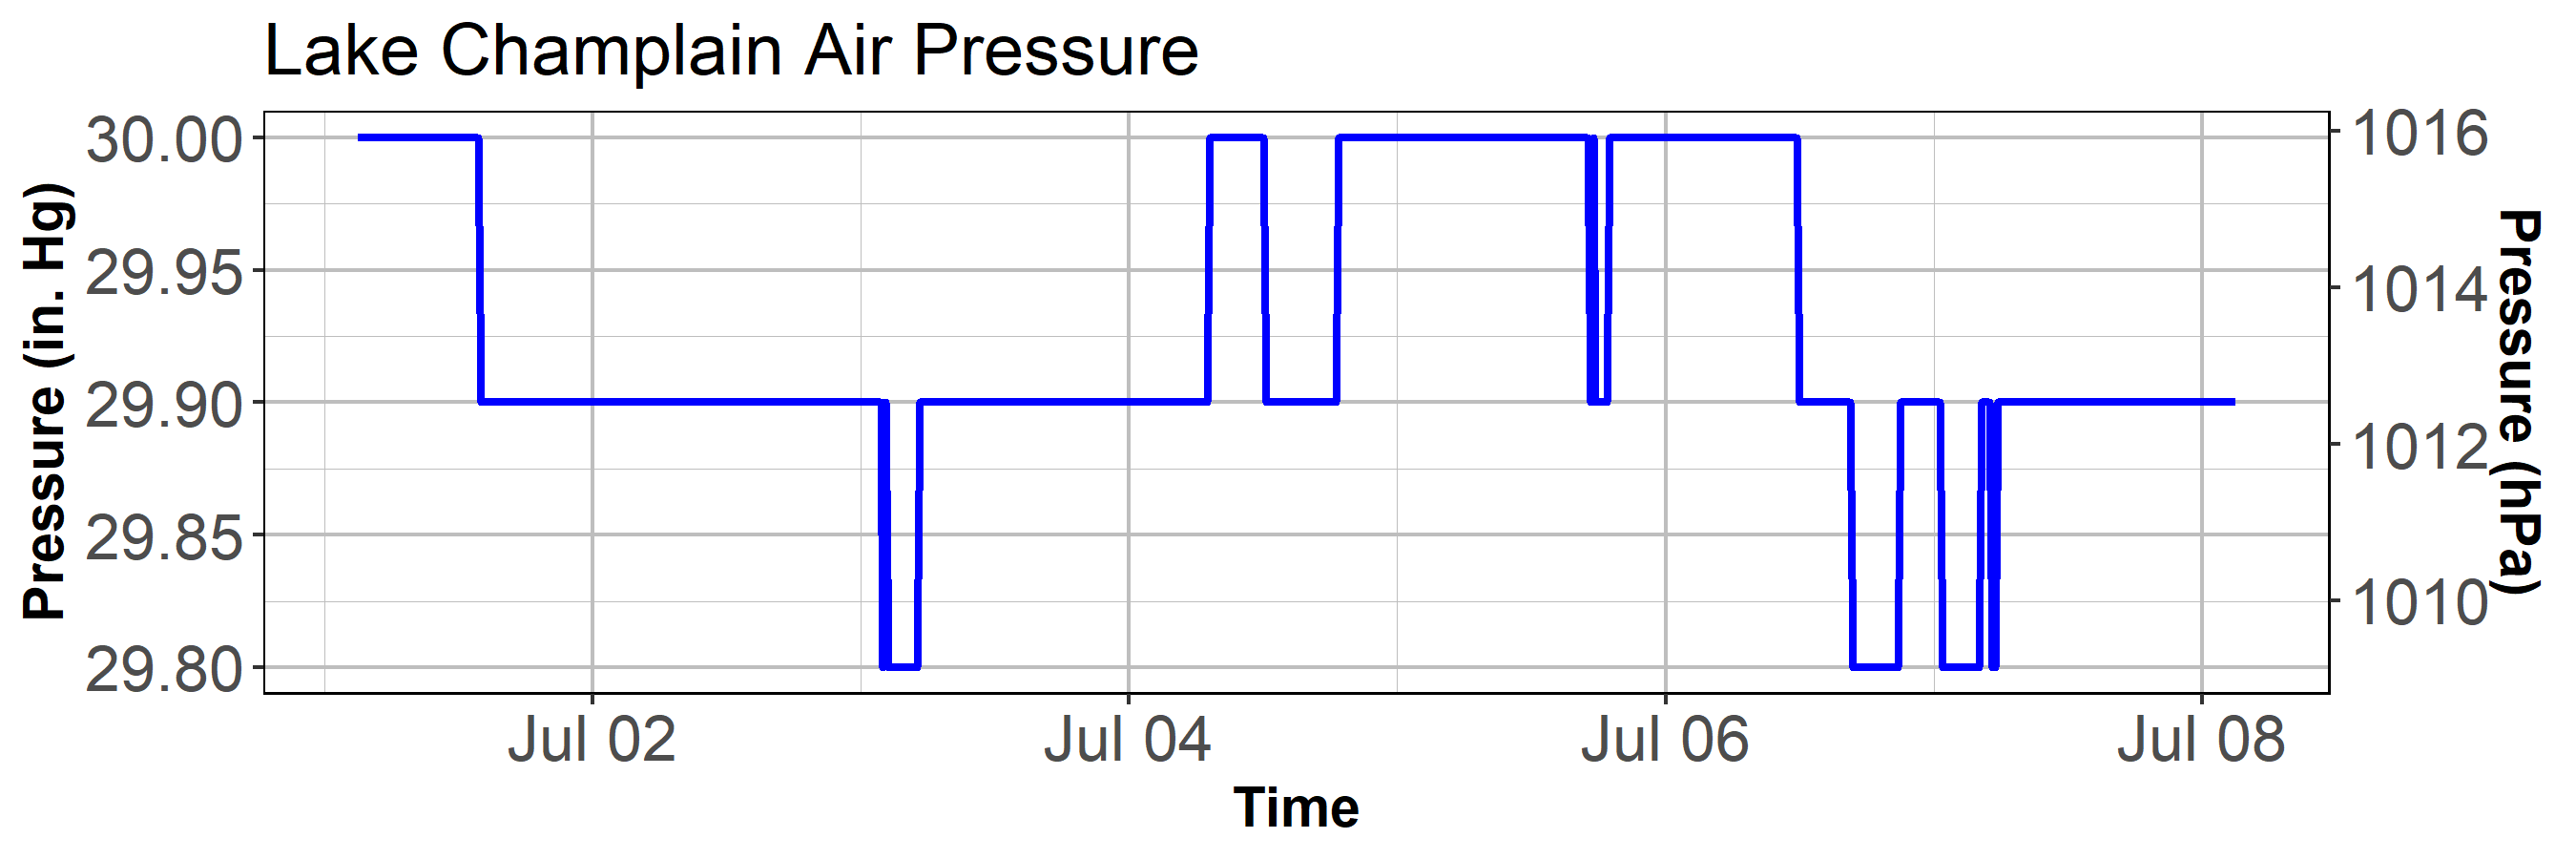 Lake Champlain Air Pressure
Pressure (in. Hg)
30.00
29.95
29.90
29.85
29.80
1016
1014
1012
1010
Pressure (hPa)
Jul 02 Jul 04 Jul 06 Jul 08
Time